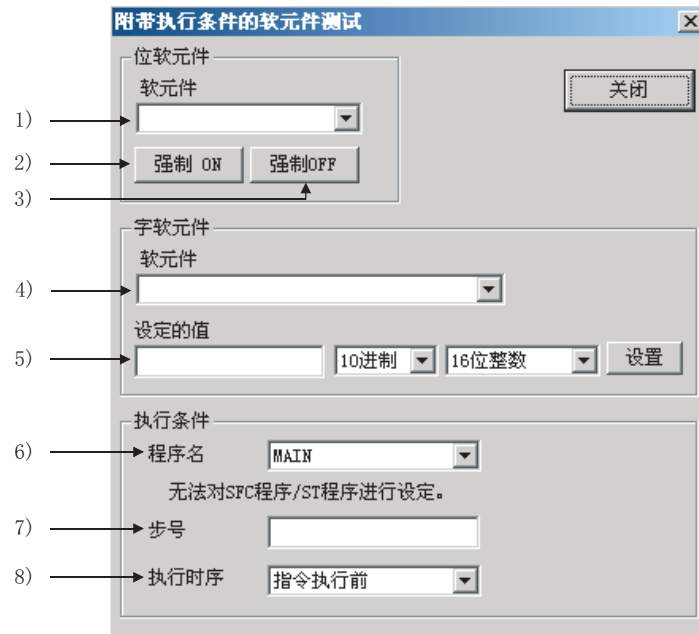 附带执行条件的软元件测试
位软元件
软元件
关闭
1)
2) 强制 ON 强制OFF
3)
字软元件
软元件
4)
设定的值
5) 10进制 16位整数 设置
执行条件
6) 程序名 MAIN
无法对SFC程序/ST程序进行设定。
7) 步号
8) 执行时序 指令执行前